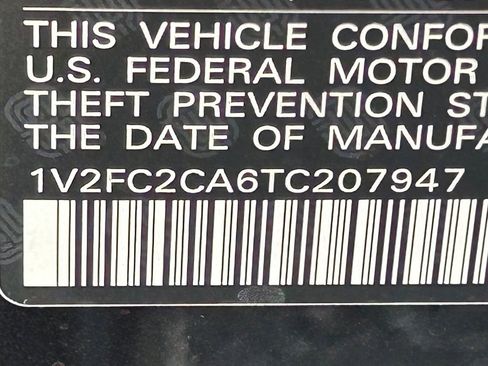 THIS VEHICLE CONFOR
U.S. FEDERAL MOTOR
THEFT PREVENTION ST
THE DATE OF MANUFA
1V2FC2CA6TC207947